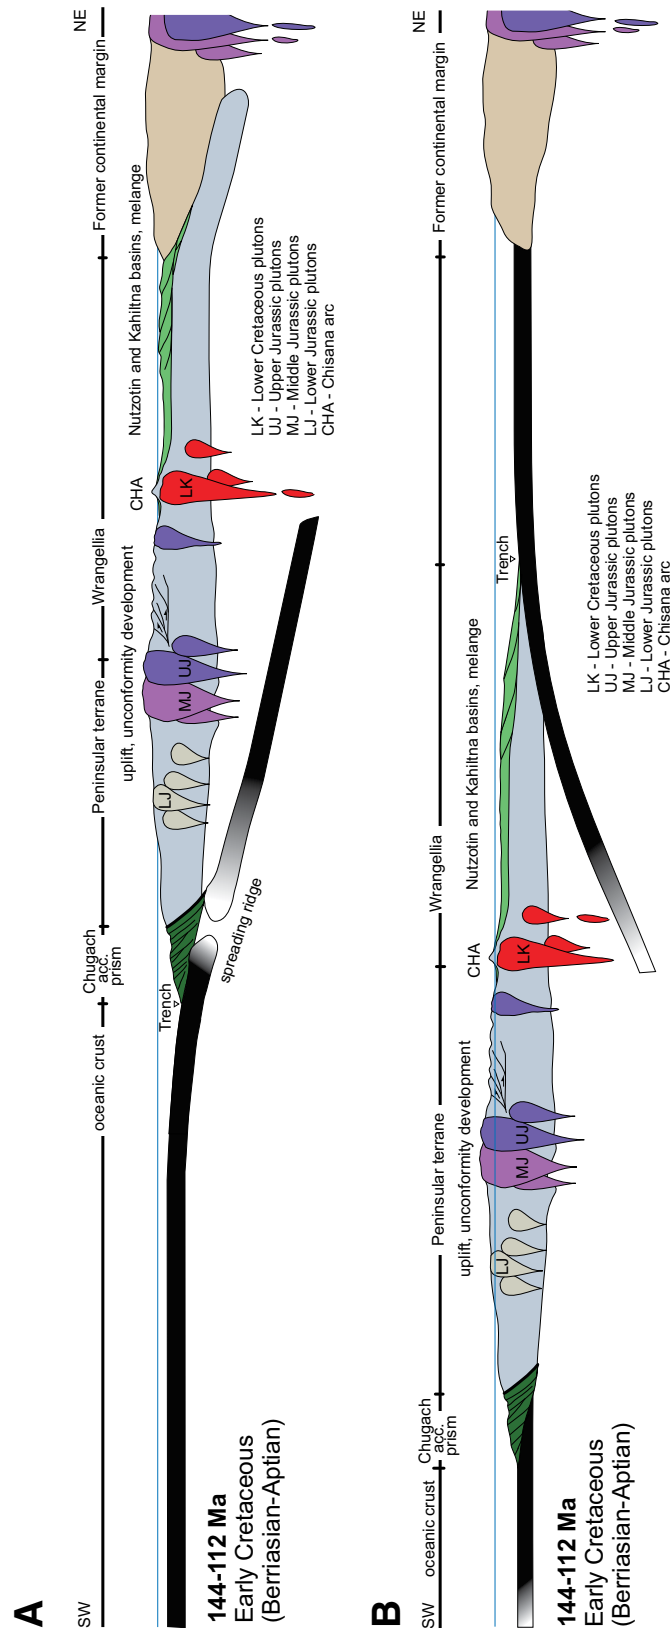 A
SW
NE
oceanic crust
Chugach
acc.
prism
Peninsular terrane
Wrangellia
Former continental margin
Trench
uplift, unconformity development
CHA
Nutzotin and Kahiltna basins, melange
LJ
MJ
UJ
LK
spreading ridge
144-112 Ma
Early Cretaceous
(Berriasian-Aptian)
LK - Lower Cretaceous plutons
UJ - Upper Jurassic plutons
MJ - Middle Jurassic plutons
LJ - Lower Jurassic plutons
CHA - Chisana arc
B
SW
NE
oceanic crust
Chugach
acc.
prism
Peninsular terrane
Wrangellia
Former continental margin
uplift, unconformity development
CHA
Nutzotin and Kahiltna basins, melange
Trench
LJ
MJ
UJ
LK
144-112 Ma
Early Cretaceous
(Berriasian-Aptian)
LK - Lower Cretaceous plutons
UJ - Upper Jurassic plutons
MJ - Middle Jurassic plutons
LJ - Lower Jurassic plutons
CHA - Chisana arc